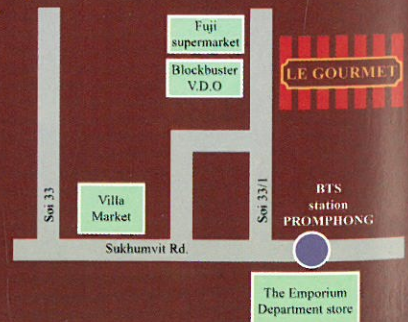 Fuji
supermarket
Blockbuster
V.D.O
LE GOURMET
Soi 33
Villa
Market
Soi 33/1
BTS
station
PROMPHONG
Sukhumvit Rd.
The Emporium
Department store